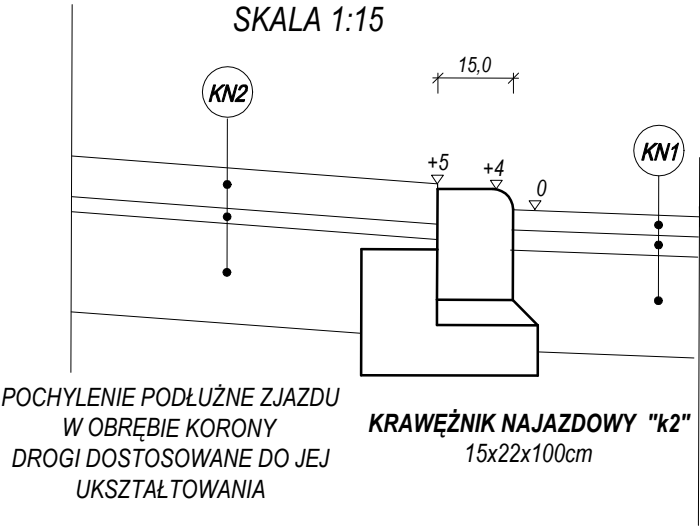 SKALA 1:15
15,0
KN2
KN1
+5
+4
0
POCHYLENIE PODŁUŻNE ZJAZDU
W OBRĘBIE KORONY
DROGI DOSTOSOWANE DO JEJ
UKSZTAŁTOWANIA
KRAWĘŻNIK NAJAZDOWY "k2"
15x22x100cm